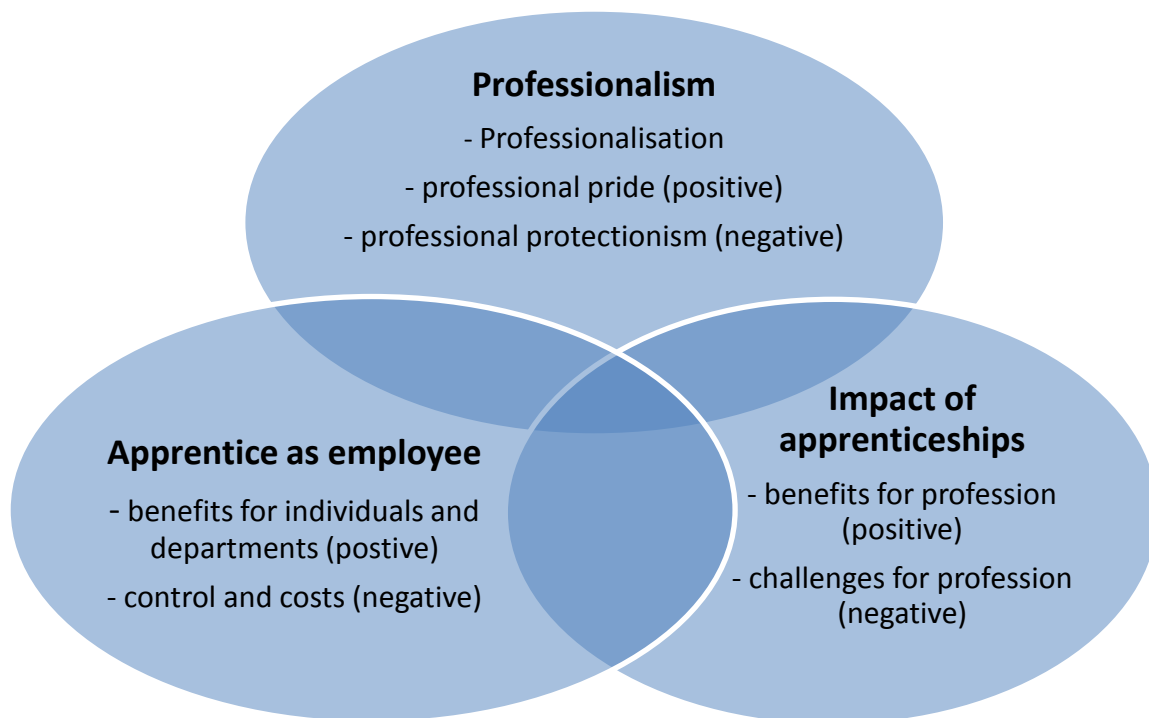 Professionalism
- Professionalisation
- professional pride (positive)
- professional protectionism (negative)
Apprentice as employee
- benefits for individuals and
departments (postive)
- control and costs (negative)
Impact of
apprenticeships
- benefits for profession
(positive)
- challenges for profession
(negative)